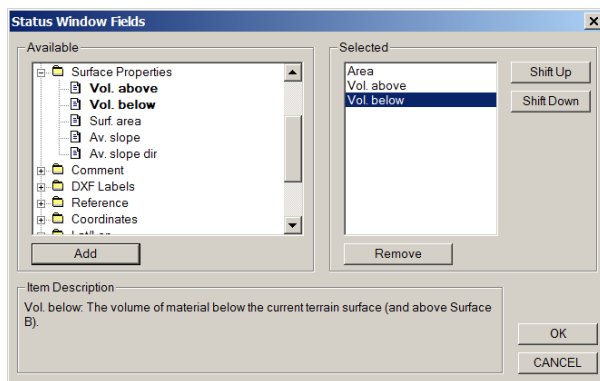 Status Window Fields
Available
Surface Properties
Vol. above
Vol. below
Surf. area
Av. slope
Av. slope dir
Comment
DXF Labels
Reference
Coordinates
Add
Selected
Area
Vol. above
Vol. below
Remove
Shift Up
Shift Down
Item Description
Vol. below: The volume of material below the current terrain surface (and above Surface
B).
OK
CANCEL